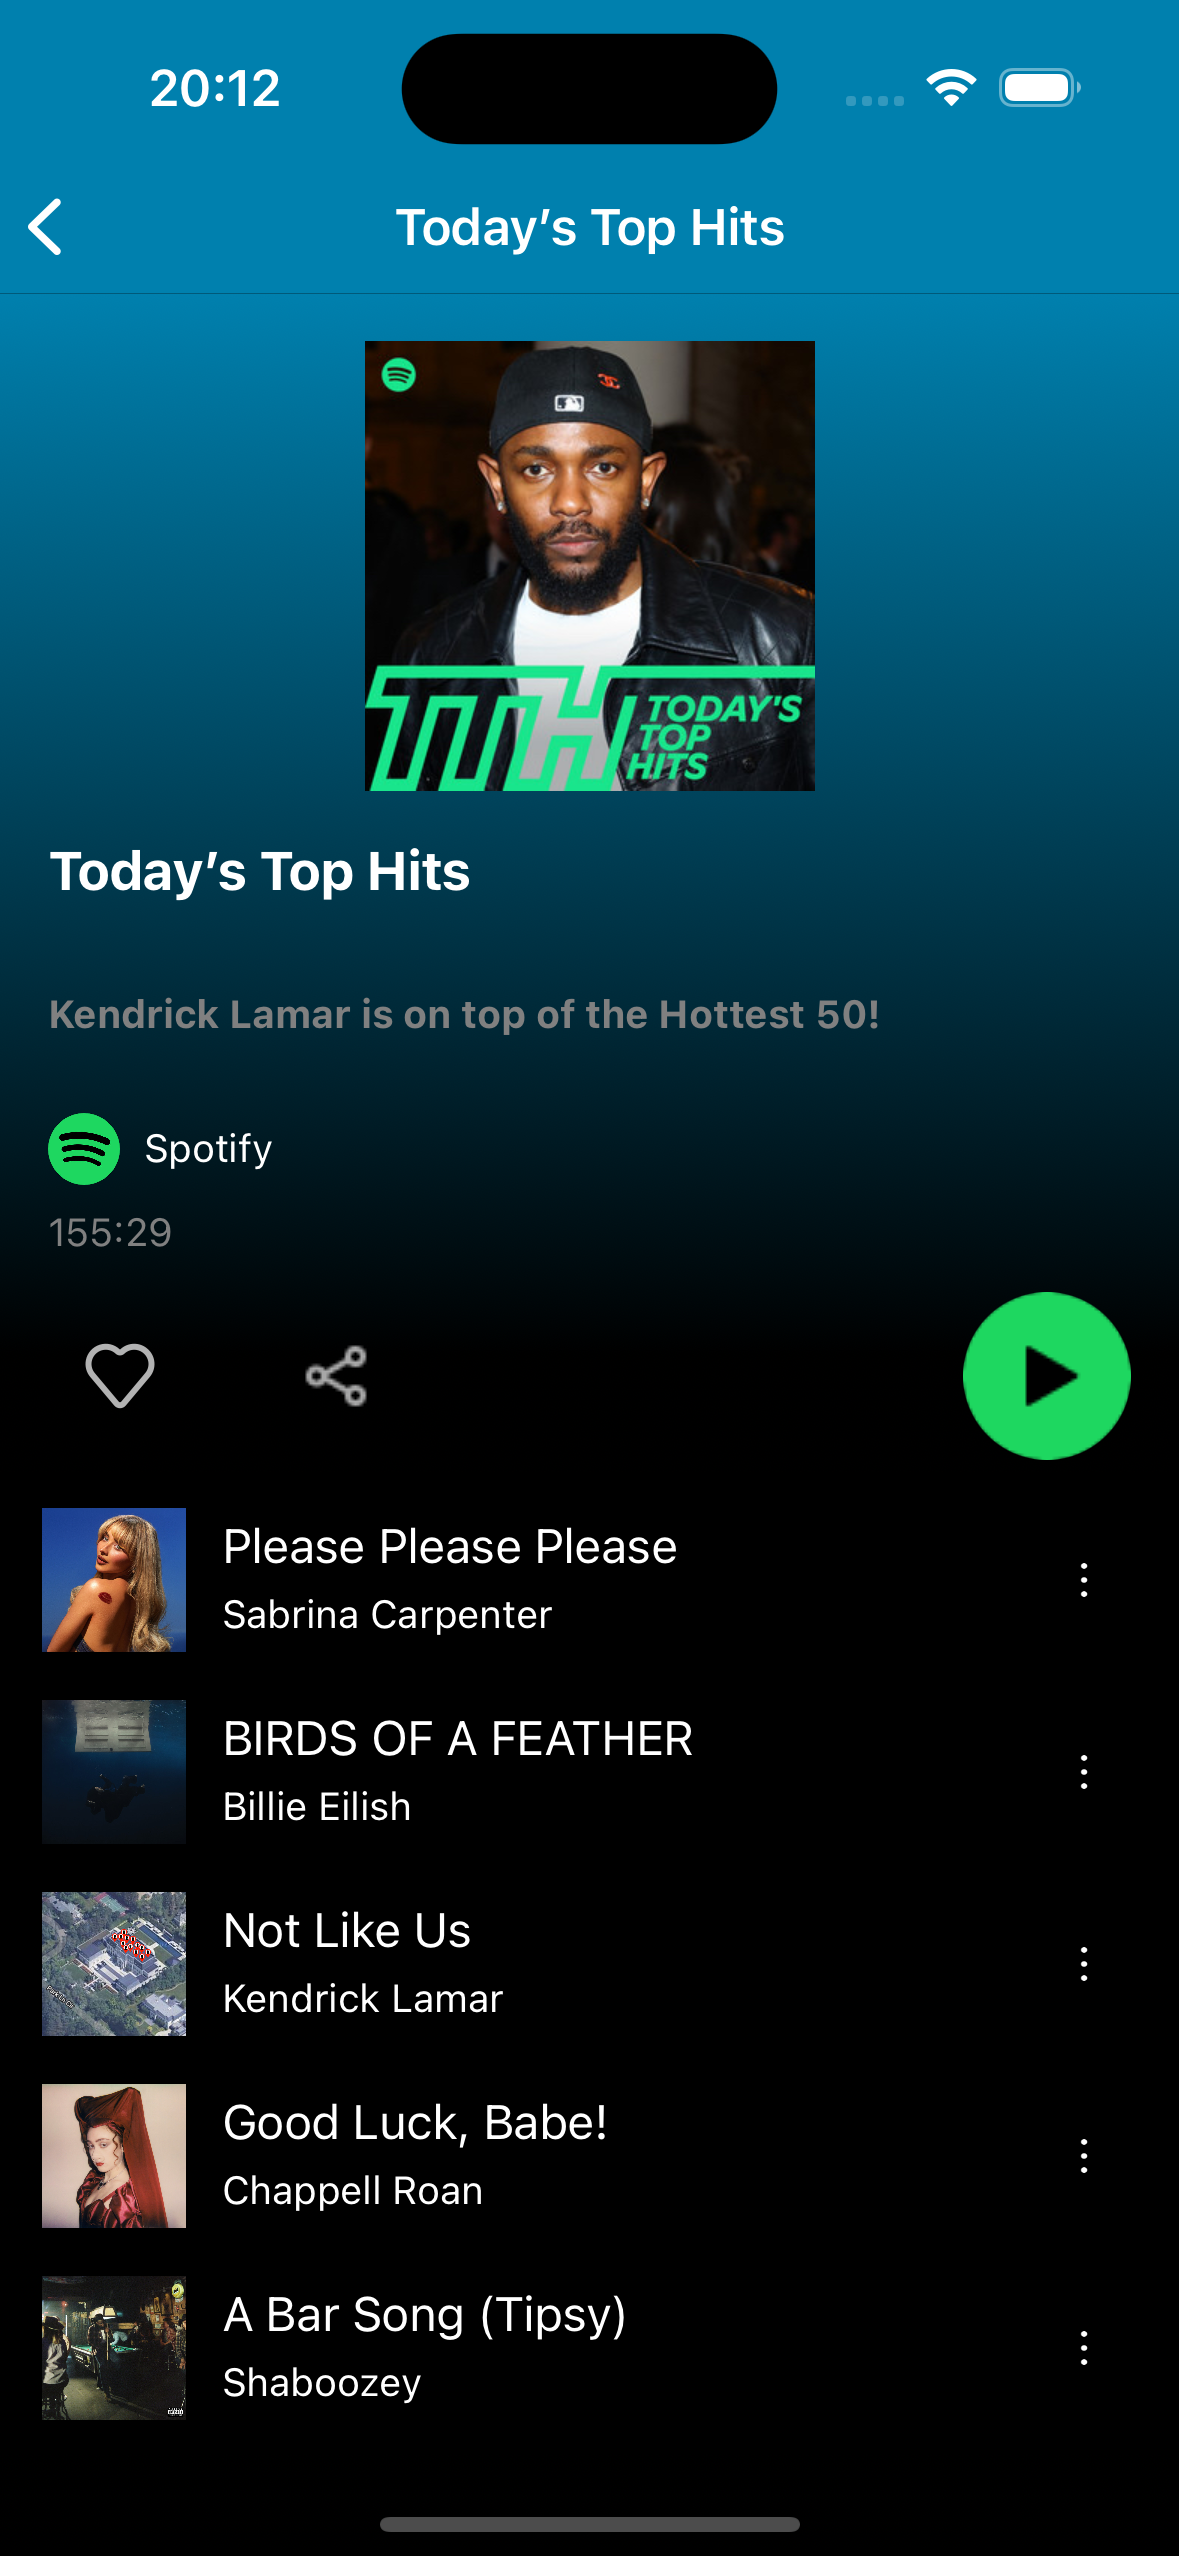 20:12
Today’s Top Hits
TTH TODAY'S
TOP
HITS
Today’s Top Hits
Kendrick Lamar is on top of the Hottest 50!
Spotify
155:29
Please Please Please
Sabrina Carpenter
BIRDS OF A FEATHER
Billie Eilish
Not Like Us
Kendrick Lamar
Good Luck, Babe!
Chappell Roan
A Bar Song (Tipsy)
Shaboozey